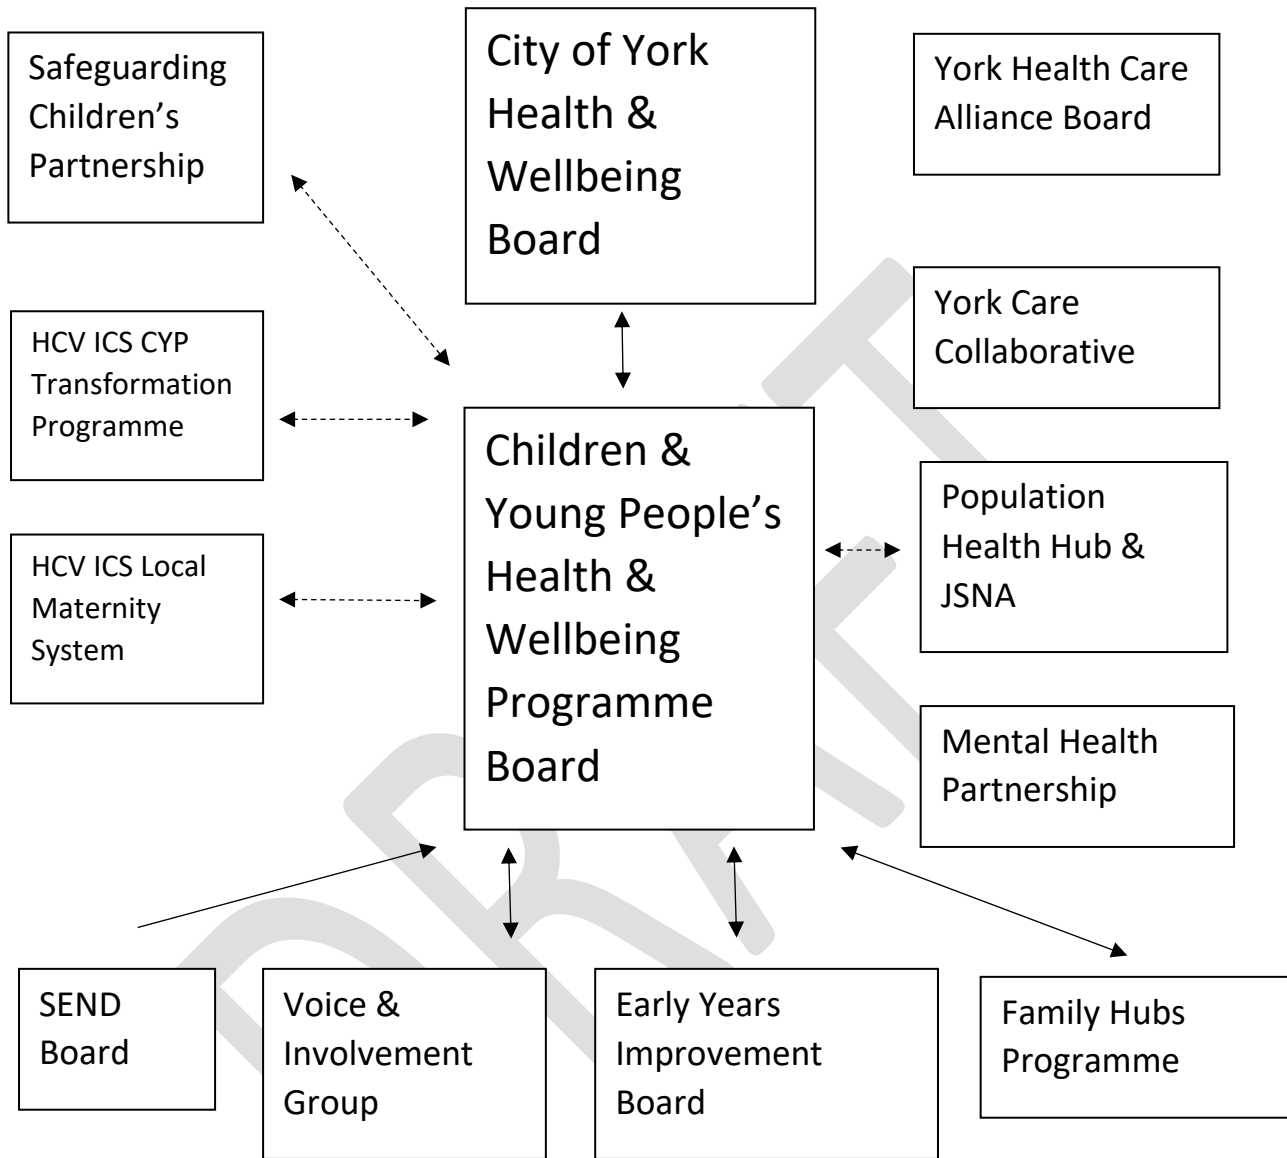 Safeguarding
Children’s
Partnership
City of York
Health &
Wellbeing
Board
York Health Care
Alliance Board
HCV ICS CYP
Transformation
Programme
York Care
Collaborative
Children &
Young People’s
Health &
Wellbeing
Programme
Board
Population
Health Hub &
JSNA
HCV ICS Local
Maternity
System
Mental Health
Partnership
SEND
Board
Voice &
Involvement
Group
Early Years
Improvement
Board
Family Hubs
Programme
DRAFT